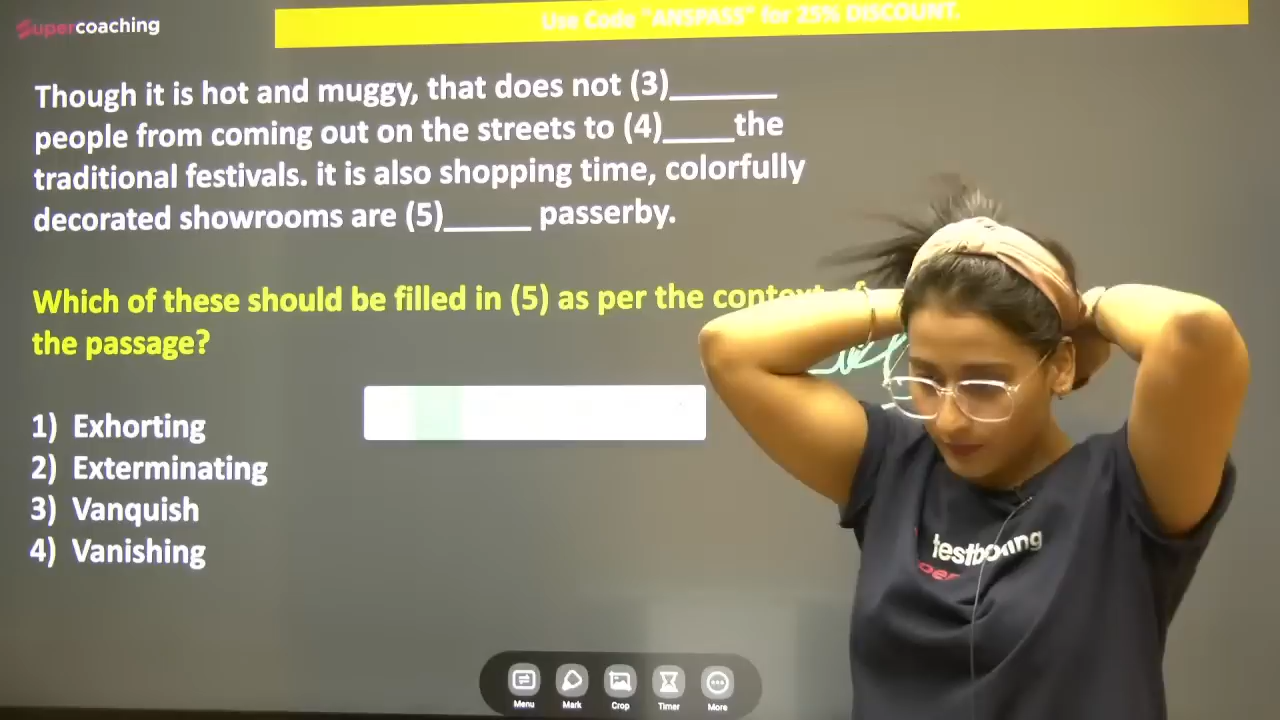 Supercoaching
Use Code "ANSPASS" for 25% DISCOUNT.
Though it is hot and muggy, that does not (3)______
people from coming out on the streets to (4)____the
traditional festivals. it is also shopping time, colorfully
decorated showrooms are (5)_____ passerby.
Which of these should be filled in (5) as per the context of
the passage?
1) Exhorting
2) Exterminating
3) Vanquish
4) Vanishing
testbo
Menu Mark Crop Timer More